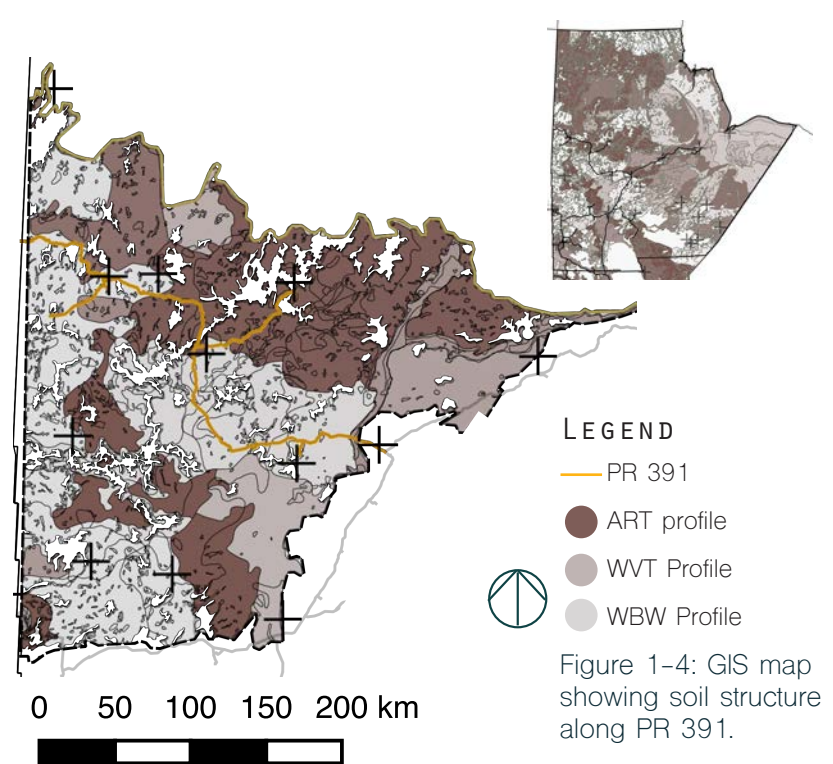 LEGEND
PR 391
ART profile
WVT Profile
WBW Profile
Figure 1-4: GIS map
showing soil structure
along PR 391.
0 50 100 150 200 km